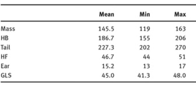 Mean Min Max
Mass 145.5 119 163
HB 186.7 155 206
Tail 227.3 202 270
HF 46.7 44 51
Ear 15.2 13 17
GLS 45.0 41.3 48.0